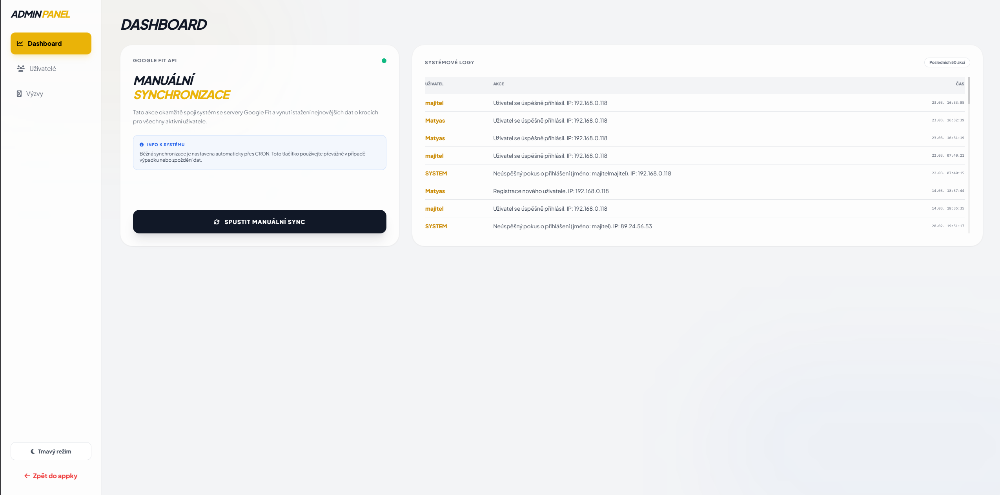 ADMIN PANEL
Dashboard
Uživatelé
Výzvy
Tmavý režim
Zpět do appky
DASHBOARD
GOOGLE FIT API
MANUÁLNÍ
SYNCHRONIZACE
Tato akce okamžitě spojí systém se servery Google Fit a vynutí stažení nejnovějších dat o krocích
pro všechny aktivní uživatele.
INFO K SYSTÉMU
Běžná synchronizace je nastavena automaticky přes CRON. Toto tlačítko používejte převážně v případě
výpadku nebo zpoždění dat.
SPUSTIT MANUÁLNÍ SYNC
SYSTÉMOVÉ LOGY
Posledních 50 akcí
UŽIVATEL AKCE ČAS
majitel Uživatel se úspěšně přihlásil. IP: 192.168.0.118 23.03. 16:33:05
Matyas Uživatel se úspěšně přihlásil. IP: 192.168.0.118 23.03. 16:32:39
Matyas Uživatel se úspěšně přihlásil. IP: 192.168.0.118 23.03. 16:31:19
majitel Uživatel se úspěšně přihlásil. IP: 192.168.0.118 22.03. 07:40:21
SYSTEM Neúspěšný pokus o přihlášení (jméno: majitelmajitel). IP: 192.168.0.118 22.03. 07:40:15
Matyas Registrace nového uživatele. IP: 192.168.0.118 14.03. 18:37:44
majitel Uživatel se úspěšně přihlásil. IP: 192.168.0.118 14.03. 18:35:35
SYSTEM Neúspěšný pokus o přihlášení (jméno: majitel). IP: 89.24.56.53 28.02. 19:51:17